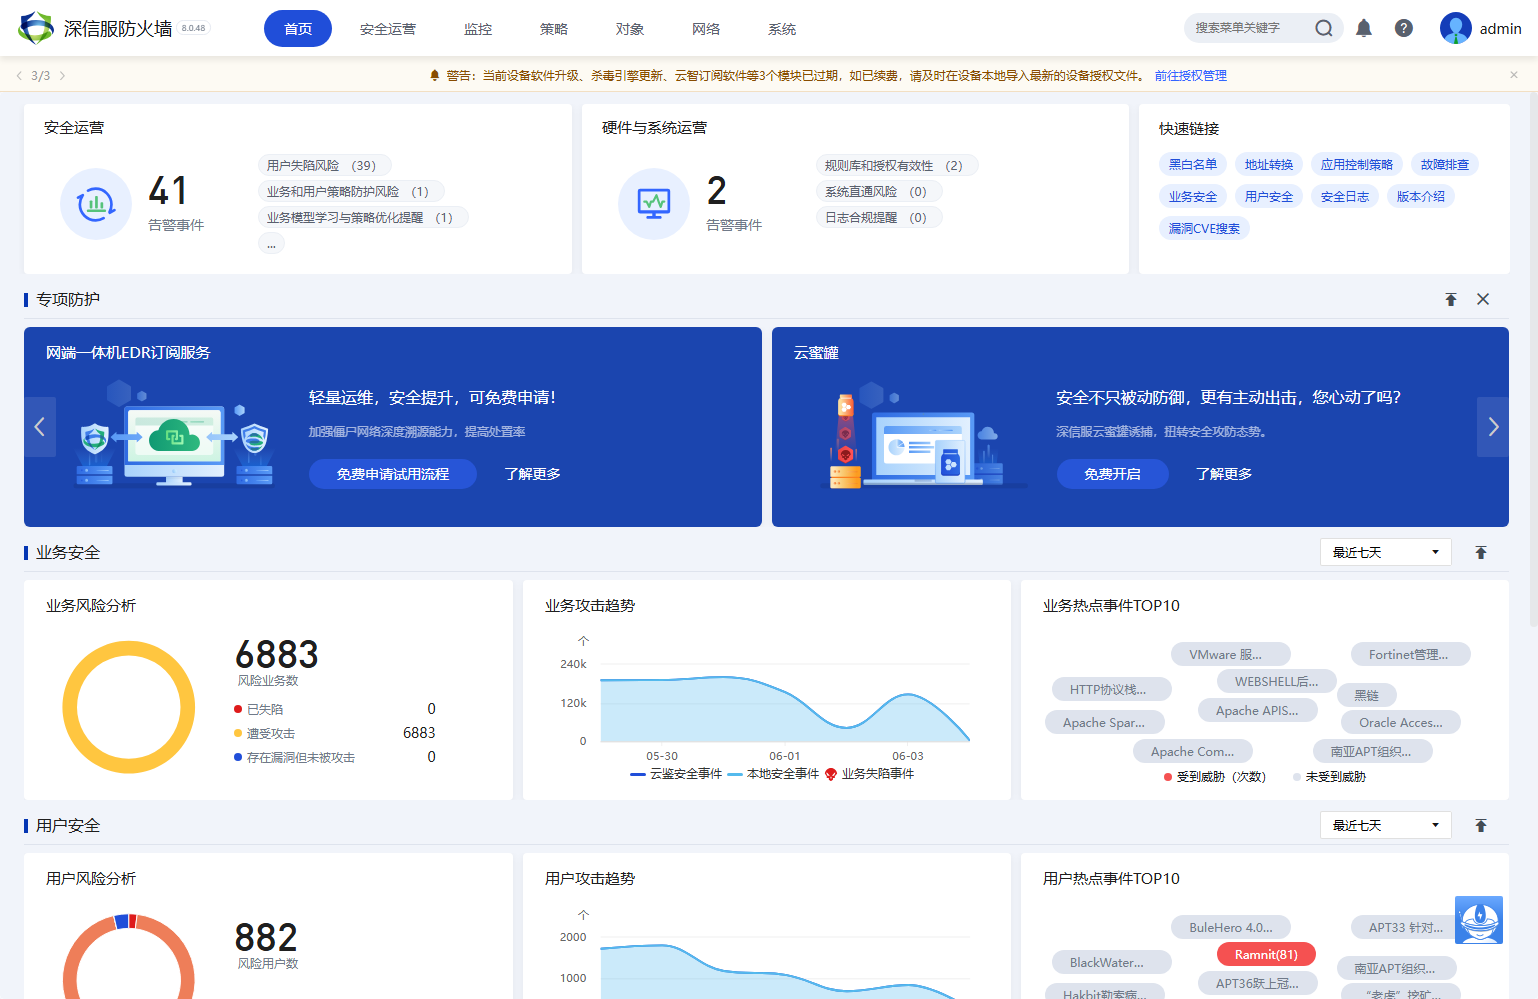 深信服防火墙 8.0.48 首页 安全运营 监控 策略 对象 网络 系统 搜索菜单关键字 admin
3/3 警告：当前设备软件升级、杀毒引擎更新、云智订阅软件等3个模块已过期，如已续费，请及时在设备本地导入最新的设备授权文件。 前往授权管理
安全运营
41
告警事件
用户失陷风险 (39)
业务和用户策略防护风险 (1)
业务模型学习与策略优化提醒 (1)
...
硬件与系统运营
2
告警事件
规则库和授权有效性 (2)
系统直通风险 (0)
日志合规提醒 (0)
快速链接
黑白名单 地址转换 应用控制策略 故障排查
业务安全 用户安全 安全日志 版本介绍
漏洞CVE搜索
专项防护
网端一体机EDR订阅服务
轻量运维，安全提升，可免费申请！
加强僵尸网络深度溯源能力，提高处置率
免费申请试用流程 了解更多
云蜜罐
安全不只被动防御，更有主动出击，您心动了吗？
深信服云蜜罐诱捕，扭转安全攻防态势。
免费开启 了解更多
业务安全 最近七天
业务风险分析
6883
风险业务数
已失陷 0
遭受攻击 6883
存在漏洞但未被攻击 0
业务攻击趋势
个
240k
120k
0
05-30 06-01 06-03
云鉴安全事件 本地安全事件 业务失陷事件
业务热点事件TOP10
VMware 服... Fortinet管理...
HTTP协议栈... WEBSHELL后... 黑链
Apache Spar... Apache APIS... Oracle Acces...
Apache Com... 南亚APT组织...
受到威胁（次数） 未受到威胁
用户安全 最近七天
用户风险分析
882
风险用户数
用户攻击趋势
个
2000
1000
用户热点事件TOP10
BuleHero 4.0... APT33 针对...
BlackWater... Ramnit(81) 南亚APT组织...
Hakbit勒索病... APT36跃上冠... “老虎”挖矿...